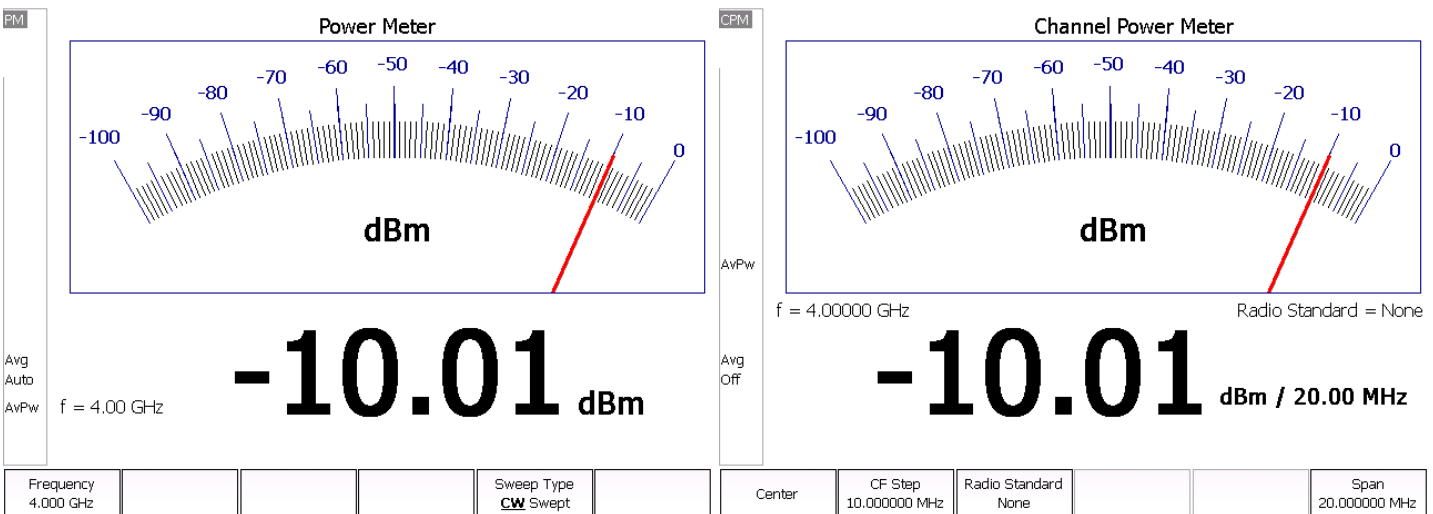 PM
Power Meter
-100
-90
-80
-70
-60
-50
-40
-30
-20
-10
0
dBm
Avg
Auto
AvPw
f = 4.00 GHz
-10.01 dBm
Frequency
4.000 GHz
Sweep Type
CW Swept
CPM
Channel Power Meter
-100
-90
-80
-70
-60
-50
-40
-30
-20
-10
0
dBm
AvPw
f = 4.00000 GHz
Radio Standard = None
Avg
Off
-10.01 dBm / 20.00 MHz
Center
CF Step
10.000000 MHz
Radio Standard
None
Span
20.000000 MHz